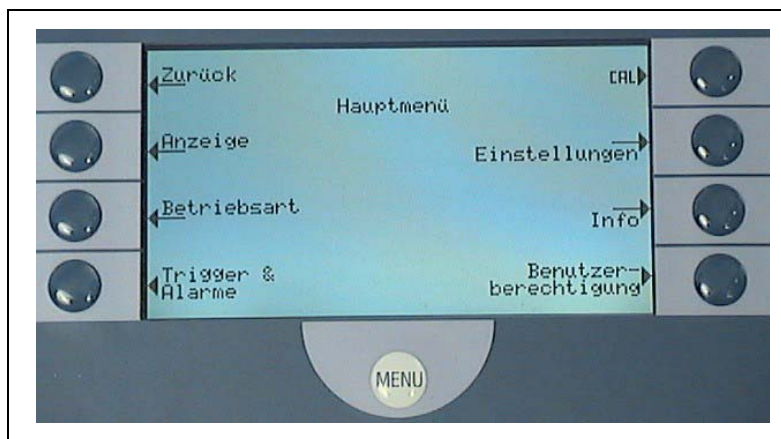 Zurück
CAL
Hauptmenü
Anzeige
Einstellungen
Betriebsart
Info
Trigger &
Alarme
Benutzer-
berechtigung
MENU